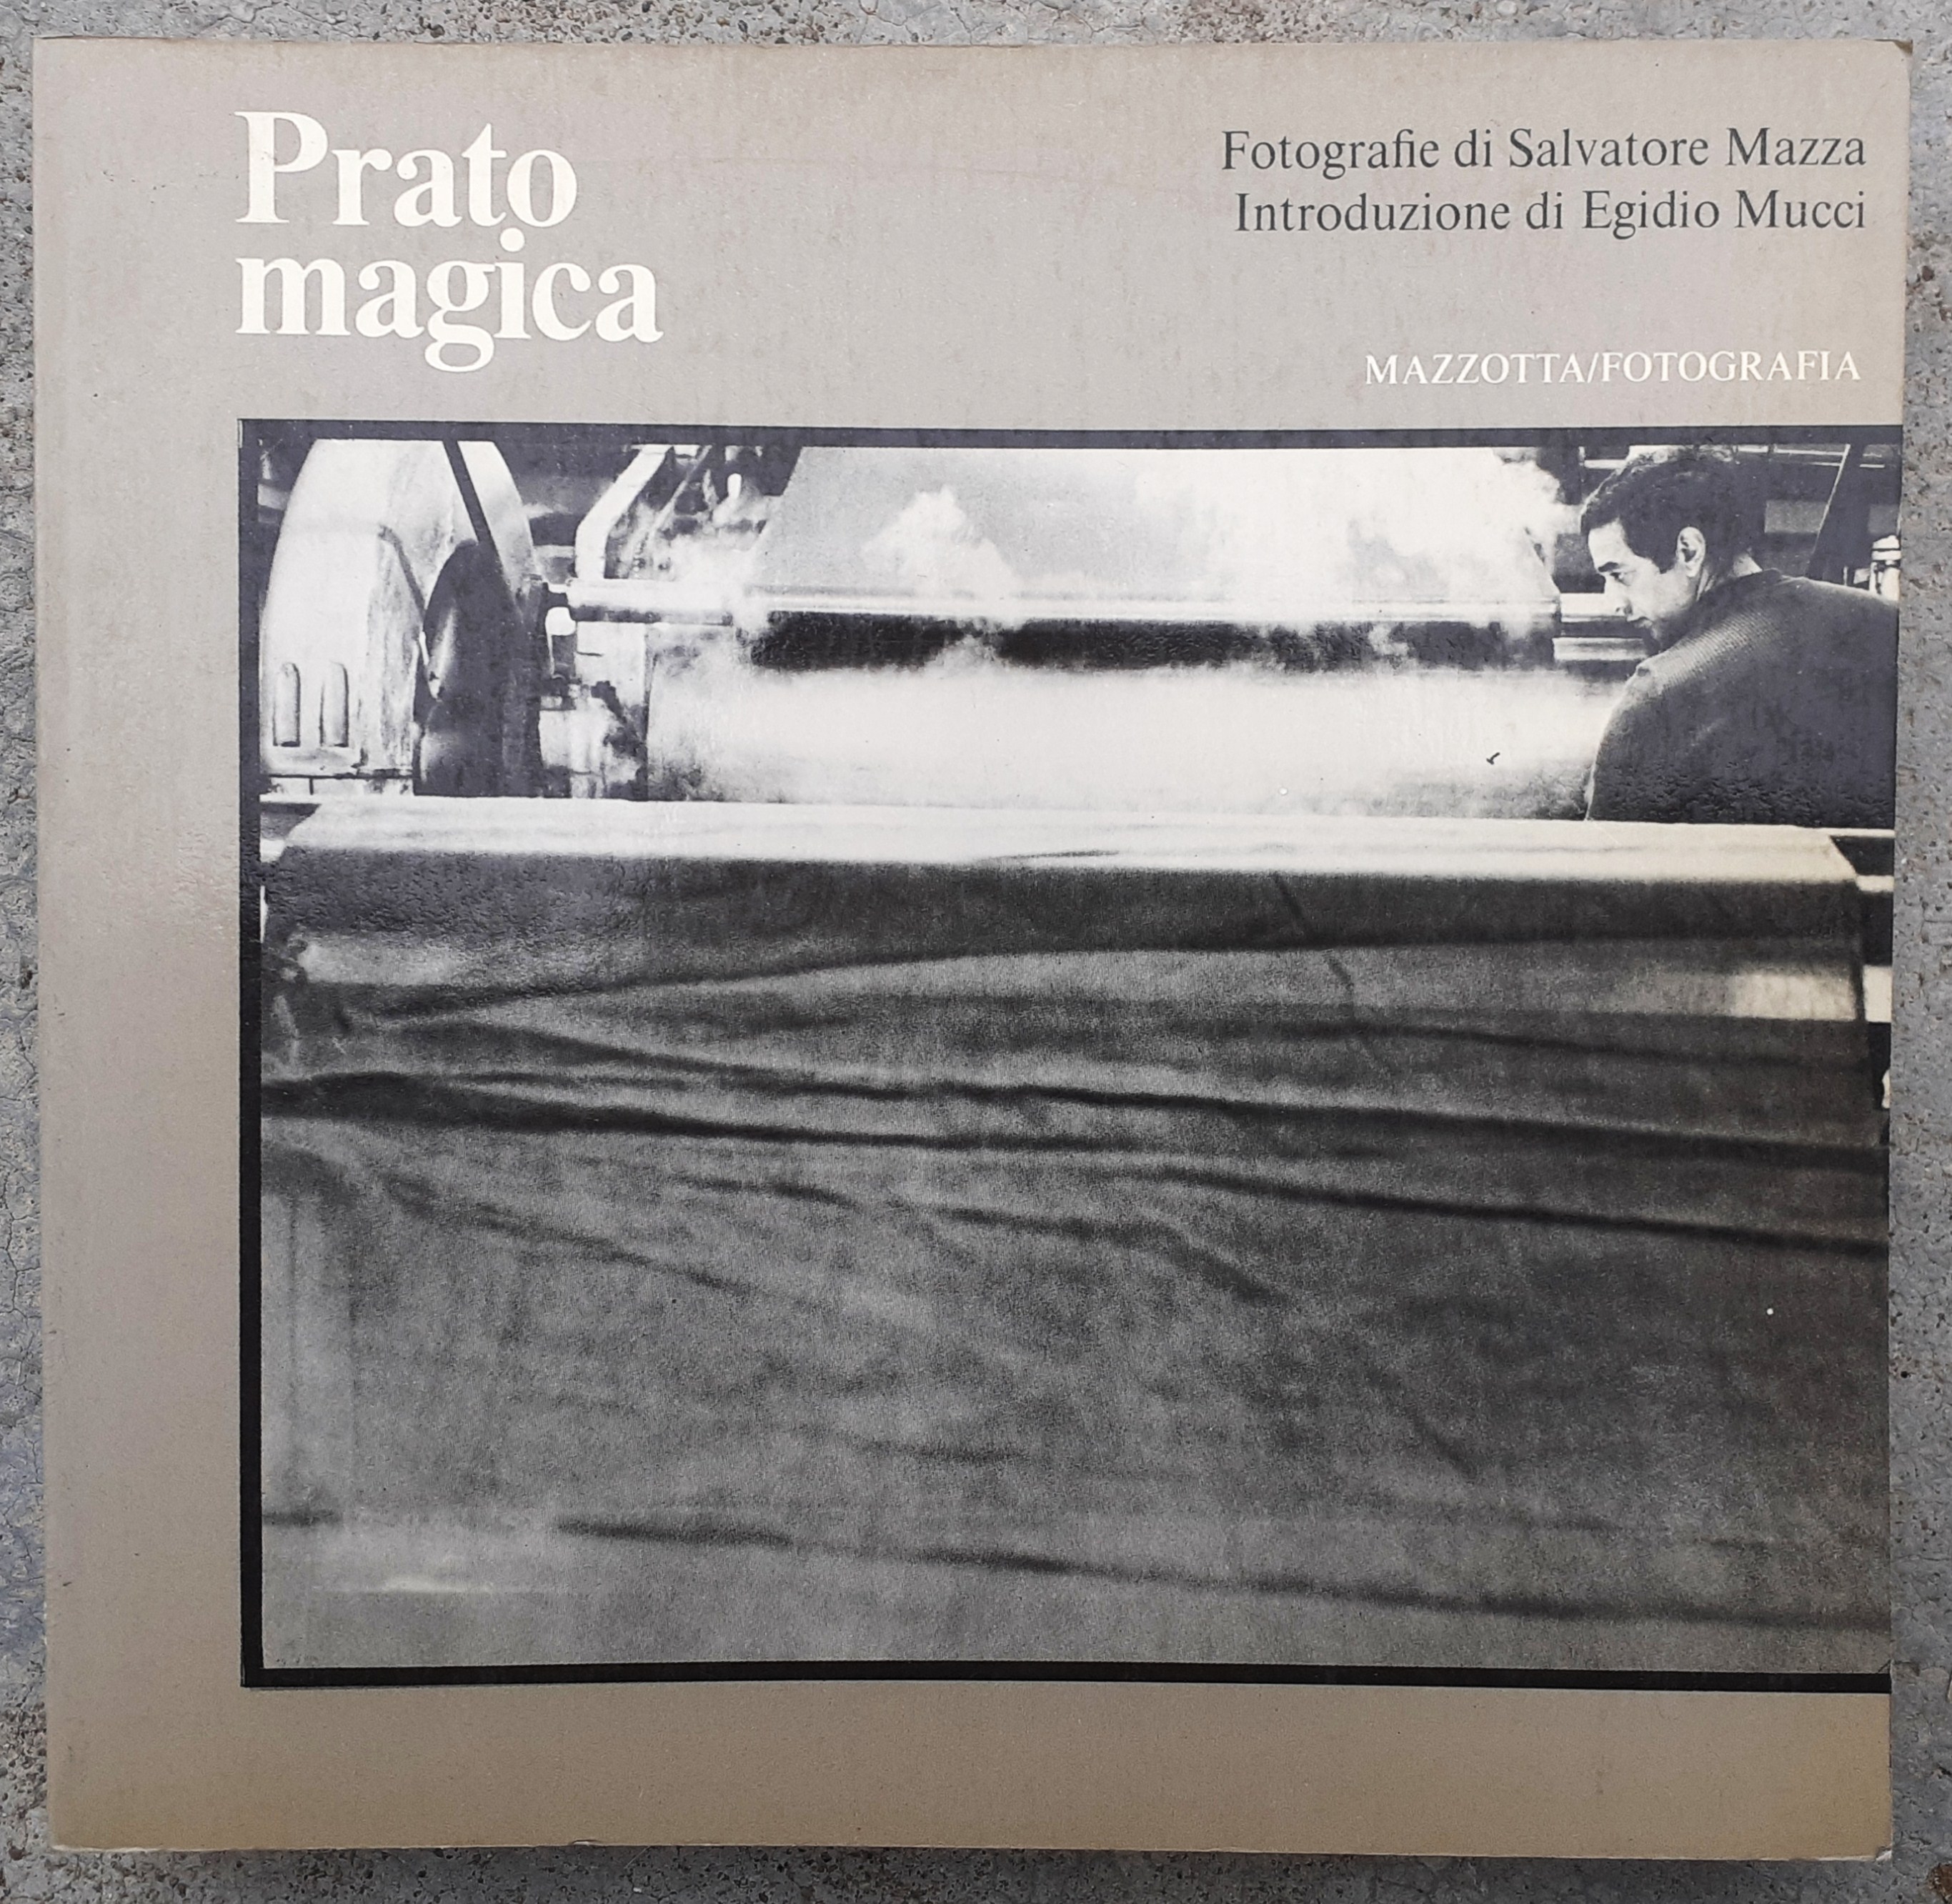 Prato
magica
Fotografie di Salvatore Mazza
Introduzione di Egidio Mucci
MAZZOTTA/FOTOGRAFIA